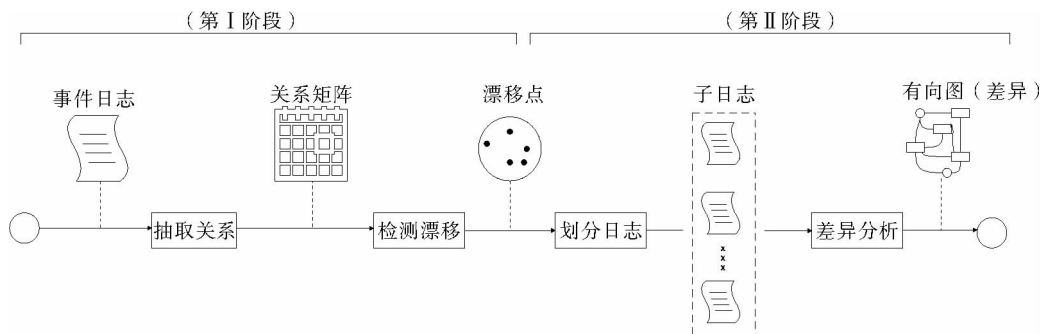 (第Ⅰ阶段)
(第Ⅱ阶段)
事件日志
关系矩阵
漂移点
子日志
有向图(差异)
抽取关系
检测漂移
划分日志
差异分析
x
x
x